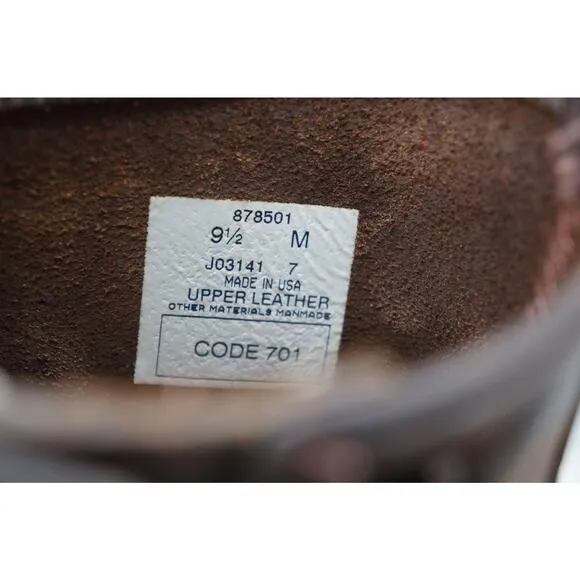 878501
9½ M
J03141 7
MADE IN USA
UPPER LEATHER
OTHER MATERIALS MANMADE
CODE 701